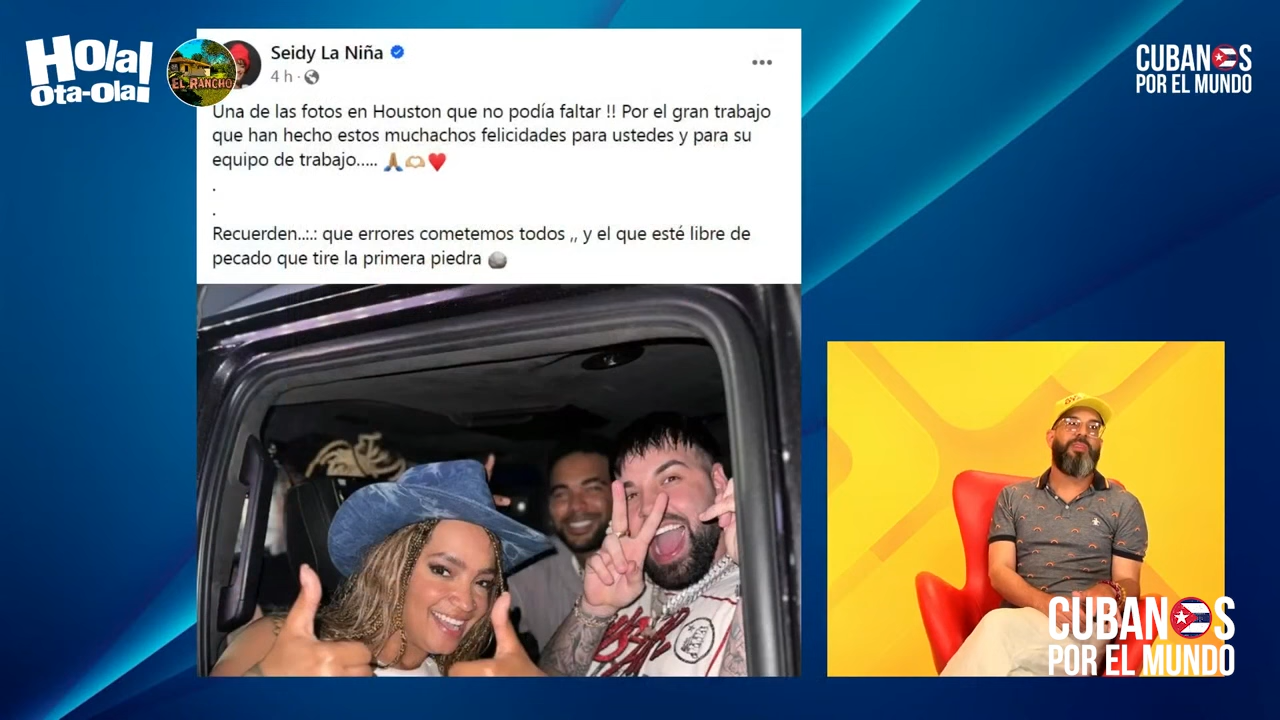 Hola!
Ota-Ola!
EL RANCHO
Seidy La Niña
4 h ·
Una de las fotos en Houston que no podía faltar !! Por el gran trabajo
que han hecho estos muchachos felicidades para ustedes y para su
equipo de trabajo..... 🙏🏽🫶🏽♥️
.
.
Recuerden..:.: que errores cometemos todos ,, y el que esté libre de
pecado que tire la primera piedra 🪨
CUBANOS
POR EL MUNDO
CUBANOS
POR EL MUNDO